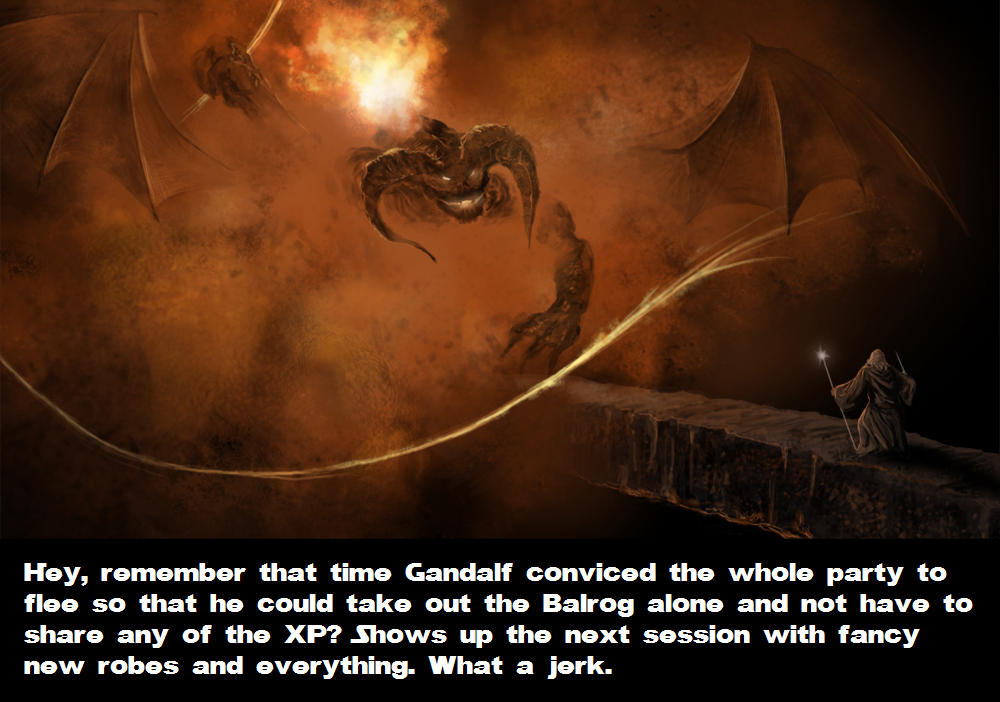 Hey, remember that time Gandalf conviced the whole party to
flee so that he could take out the Balrog alone and not have to
share any of the XP? Shows up the next session with fancy
new robes and everything. What a jerk.